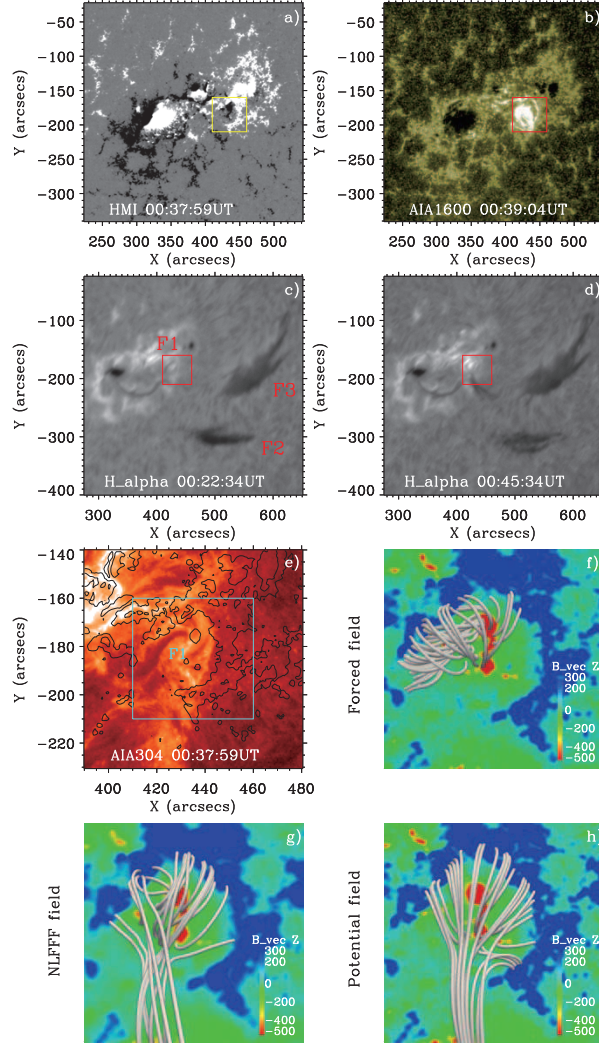 a)
−50
−100
−150
−200
−250
−300
Y (arcsecs)
HMI 00:37:59UT
250 300 350 400 450 500
X (arcsecs)
b)
−50
−100
−150
−200
−250
−300
Y (arcsecs)
AIA1600 00:39:04UT
250 300 350 400 450 500
X (arcsecs)
c)
−100
−200
−300
−400
Y (arcsecs)
F1
F3
F2
H_alpha 00:22:34UT
300 400 500 600
X (arcsecs)
d)
−100
−200
−300
−400
Y (arcsecs)
H_alpha 00:45:34UT
300 400 500 600
X (arcsecs)
e)
−140
−160
−180
−200
−220
Y (arcsecs)
F1
AIA304 00:37:59UT
400 420 440 460 480
X (arcsecs)
f)
Forced field
B_vec Z
300
200
0
−200
−400
−500
g)
NLFFF field
B_vec Z
300
200
0
−200
−400
−500
h)
Potential field
B_vec Z
300
200
0
−200
−400
−500